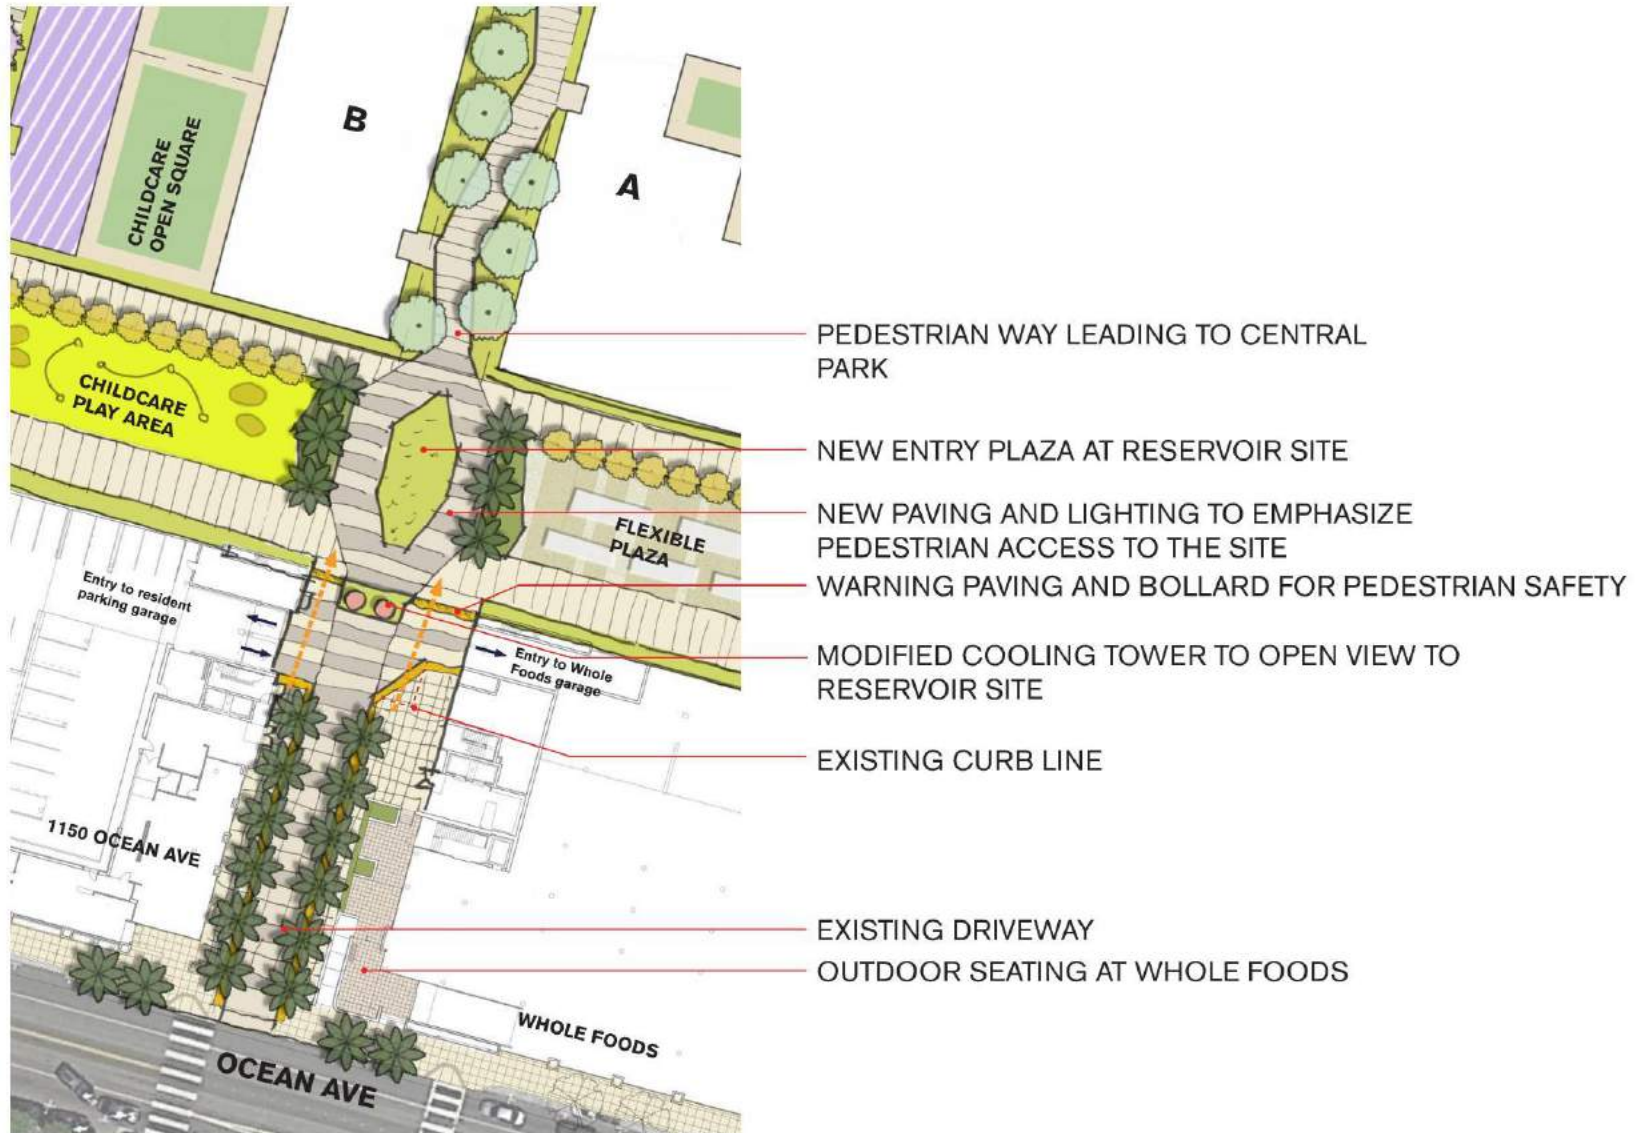 B
A
CHILDCARE
OPEN SQUARE
PEDESTRIAN WAY LEADING TO CENTRAL
PARK
CHILDCARE
PLAY AREA
NEW ENTRY PLAZA AT RESERVOIR SITE
NEW PAVING AND LIGHTING TO EMPHASIZE
PEDESTRIAN ACCESS TO THE SITE
FLEXIBLE
PLAZA
WARNING PAVING AND BOLLARD FOR PEDESTRIAN SAFETY
Entry to resident
parking garage
Entry to Whole
Foods garage
MODIFIED COOLING TOWER TO OPEN VIEW TO
RESERVOIR SITE
EXISTING CURB LINE
1150 OCEAN AVE
EXISTING DRIVEWAY
OUTDOOR SEATING AT WHOLE FOODS
WHOLE FOODS
OCEAN AVE